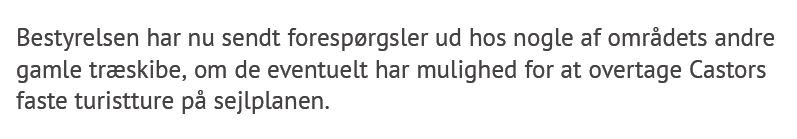 Bestyrelsen har nu sendt forespørgsler ud hos nogle af områdets andre
gamle træskibe, om de eventuelt har mulighed for at overtage Castors
faste turistture på sejlplanen.